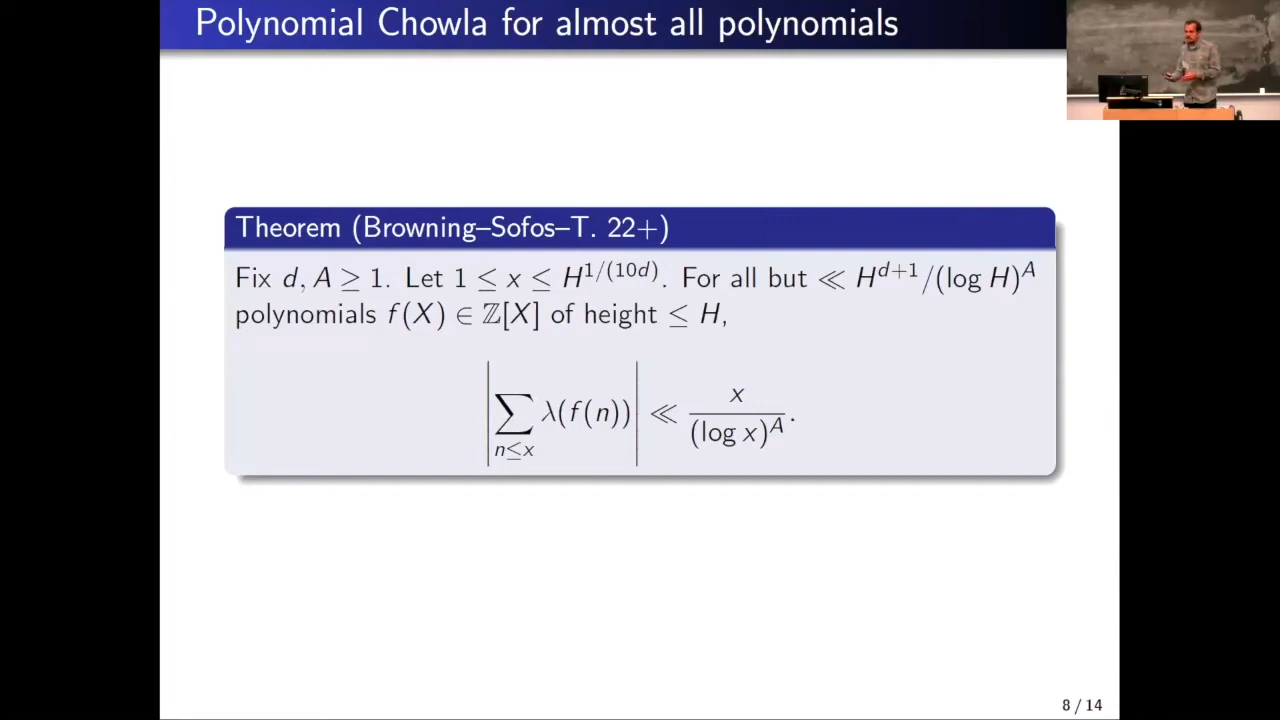 Polynomial Chowla for almost all polynomials
Theorem (Browning–Sofos–T. 22+)
Fix d, A ≥ 1. Let 1 ≤ x ≤ H^{1/(10d)}. For all but ≪ H^{d+1}/(log H)^A
polynomials f(X) ∈ ℤ[X] of height ≤ H,
|∑_{n≤x} λ(f(n))| ≪ x/(log x)^A.
8 / 14